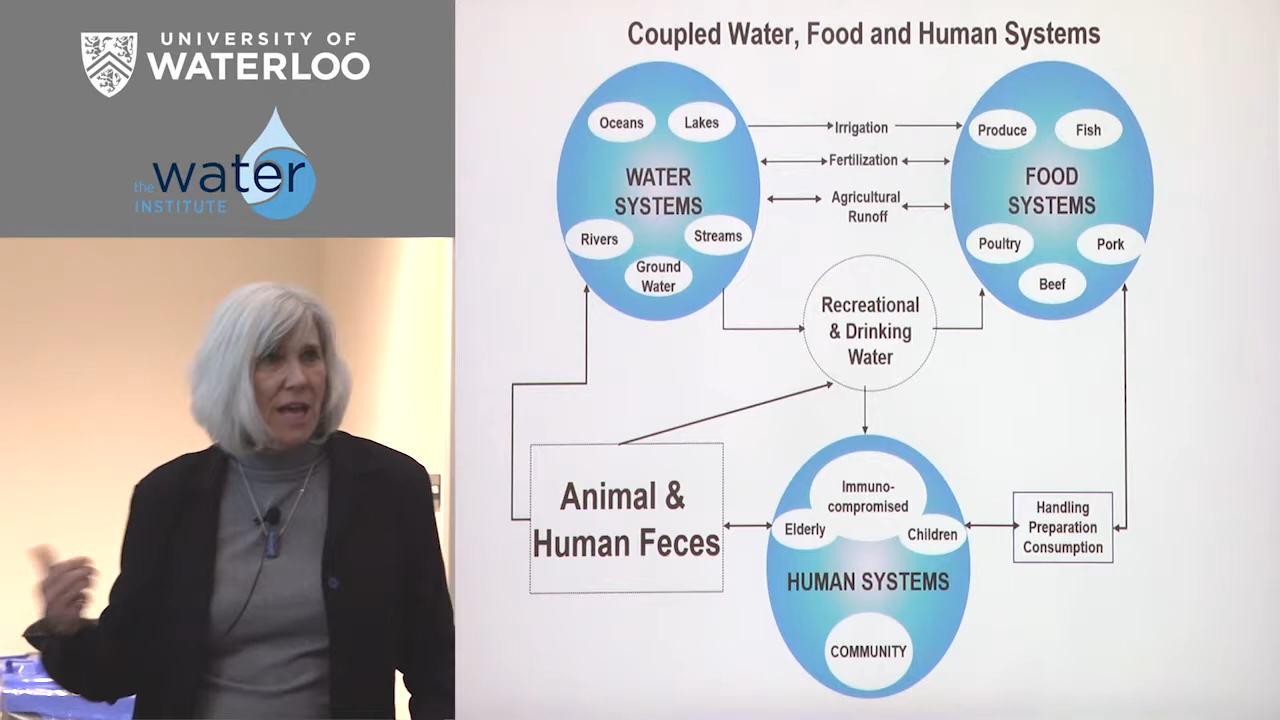 UNIVERSITY OF
WATERLOO
the water
INSTITUTE
Coupled Water, Food and Human Systems
Oceans
Lakes
WATER
SYSTEMS
Rivers
Streams
Ground
Water
Irrigation
Fertilization
Agricultural
Runoff
Produce
Fish
FOOD
SYSTEMS
Poultry
Pork
Beef
Recreational
& Drinking
Water
Animal &
Human Feces
Immuno-
compromised
Elderly
Children
HUMAN SYSTEMS
COMMUNITY
Handling
Preparation
Consumption